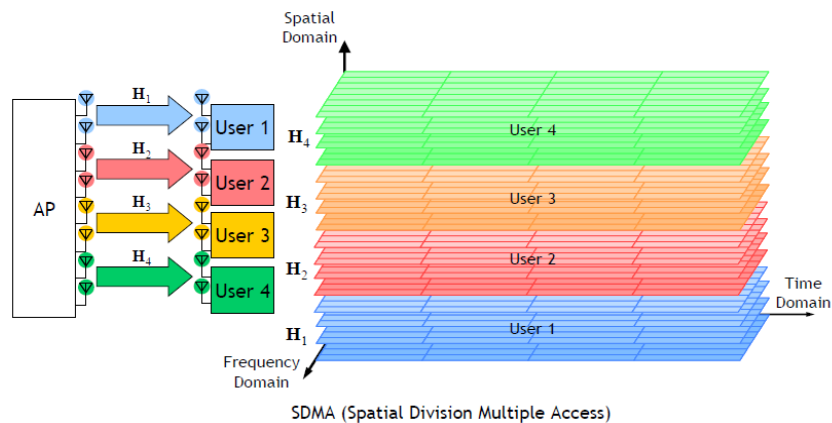 Spatial
Domain
H1
User 1
H2
User 2
AP
H3
User 3
H4
User 4
H4
User 4
H3
User 3
H2
User 2
Time
Domain
H1
User 1
Frequency
Domain
SDMA (Spatial Division Multiple Access)